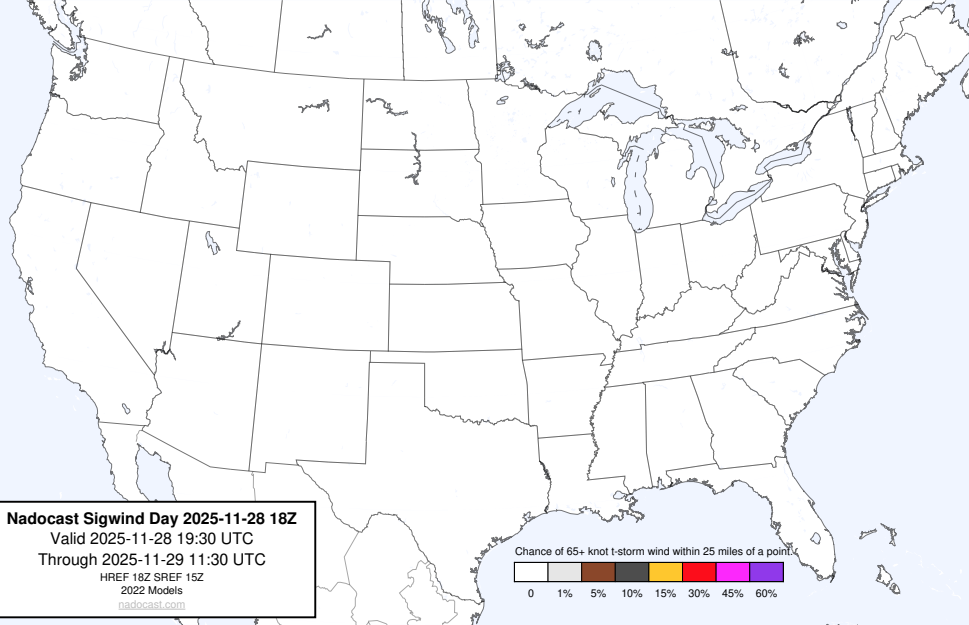 Nadocast Sigwind Day 2025-11-28 18Z
Valid 2025-11-28 19:30 UTC
Through 2025-11-29 11:30 UTC
HREF 18Z SREF 15Z
2022 Models
nadocast.com
Chance of 65+ knot t-storm wind within 25 miles of a point.
0 1% 5% 10% 15% 30% 45% 60%